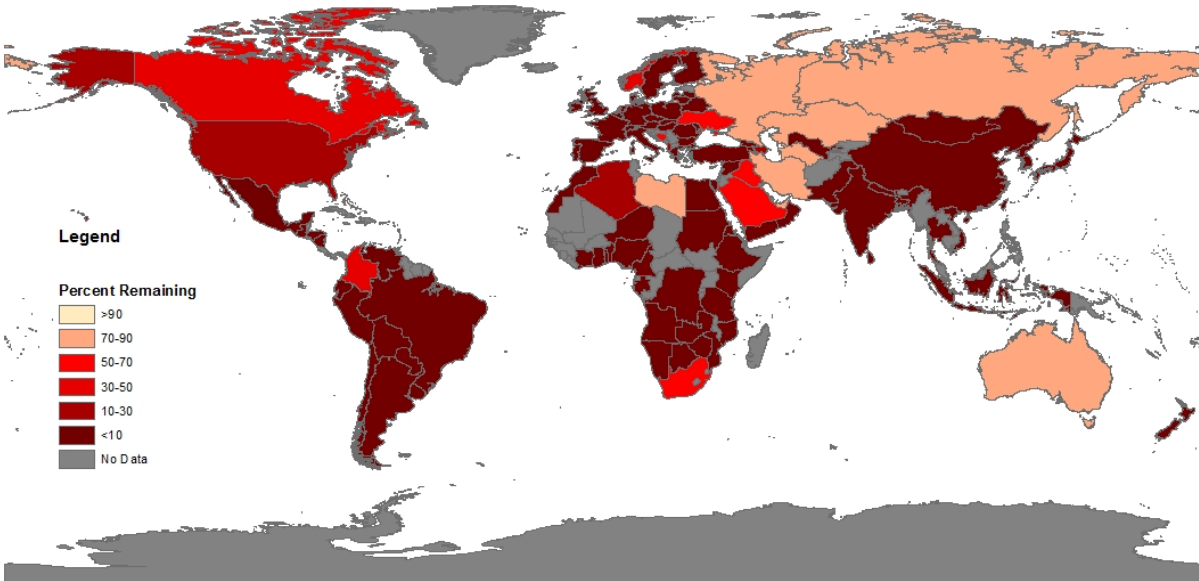 Legend
Percent Remaining
>90
70-90
50-70
30-50
10-30
<10
No Data